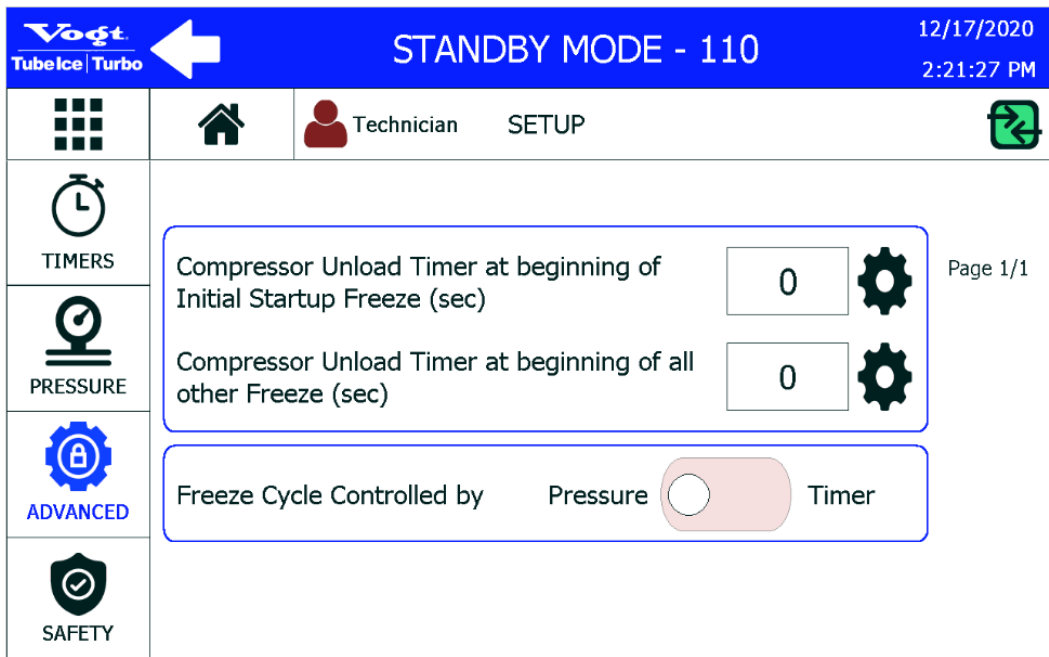 Vogt.
Tube Ice | Turbo
STANDBY MODE - 110
12/17/2020
2:21:27 PM
Technician
SETUP
TIMERS
PRESSURE
ADVANCED
SAFETY
Compressor Unload Timer at beginning of
Initial Startup Freeze (sec)
0
Page 1/1
Compressor Unload Timer at beginning of all
other Freeze (sec)
0
Freeze Cycle Controlled by
Pressure
Timer